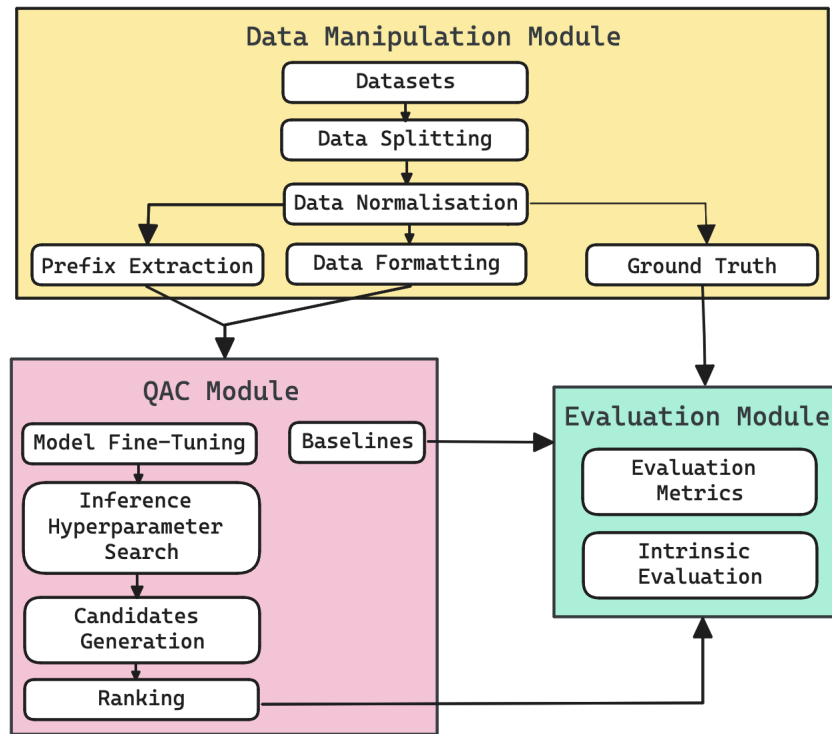 Data Manipulation Module
Datasets
Data Splitting
Data Normalisation
Prefix Extraction
Data Formatting
Ground Truth
QAC Module
Model Fine-Tuning
Baselines
Inference
Hyperparameter
Search
Candidates
Generation
Ranking
Evaluation Module
Evaluation
Metrics
Intrinsic
Evaluation